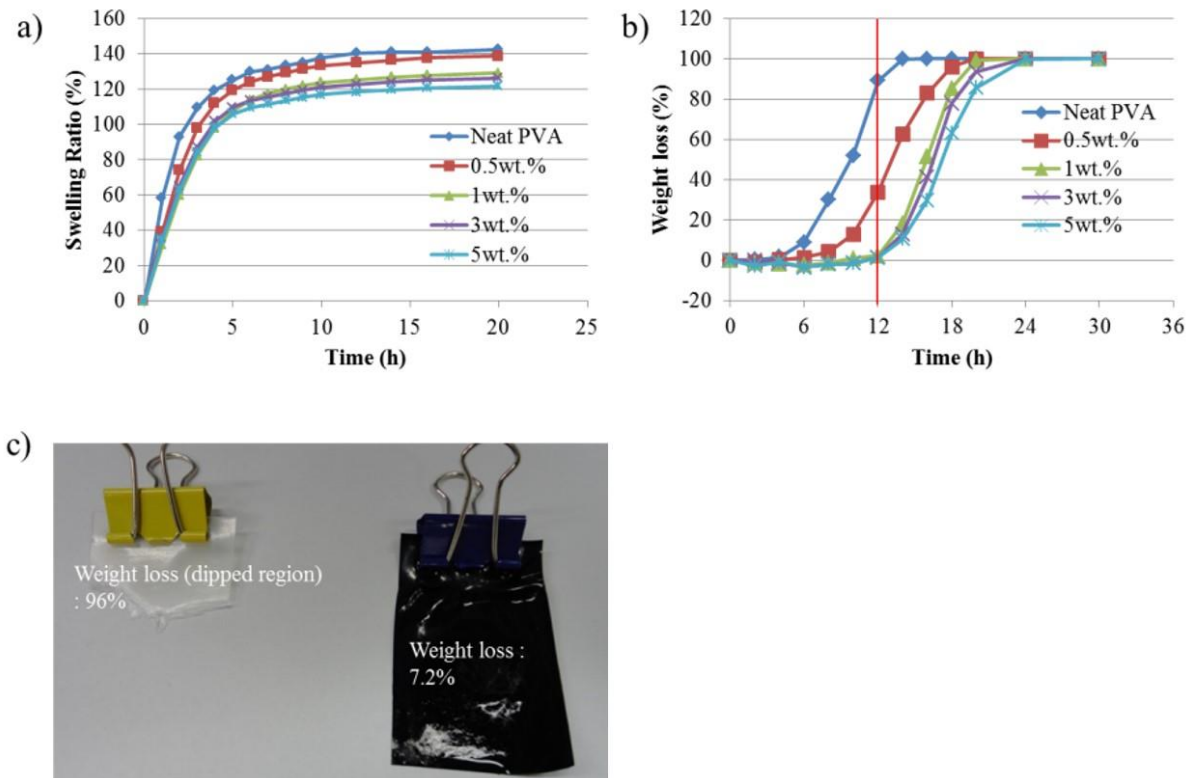 a)
160
140
120
100
80
60
40
20
0
Swelling Ratio (%)
0 5 10 15 20 25
Time (h)
Neat PVA
0.5wt.%
1wt.%
3wt.%
5wt.%
b)
120
100
80
60
40
20
0
-20
Weight loss (%)
0 6 12 18 24 30 36
Time (h)
Neat PVA
0.5wt.%
1wt.%
3wt.%
5wt.%
c)
Weight loss (dipped region)
: 96%
Weight loss :
7.2%